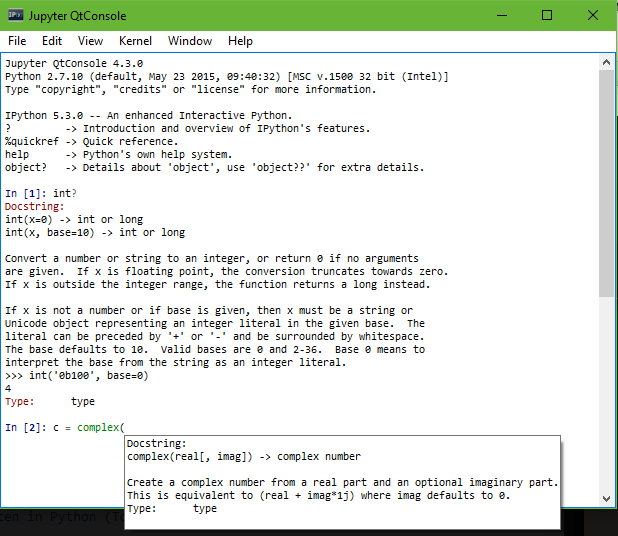 Jupyter QtConsole
File Edit View Kernel Window Help
Jupyter QtConsole 4.3.0
Python 2.7.10 (default, May 23 2015, 09:40:32) [MSC v.1500 32 bit (Intel)]
Type "copyright", "credits" or "license" for more information.
IPython 5.3.0 -- An enhanced Interactive Python.
?         -> Introduction and overview of IPython's features.
%quickref -> Quick reference.
help      -> Python's own help system.
object?   -> Details about 'object', use 'object??' for extra details.
In [1]: int?
Docstring:
int(x=0) -> int or long
int(x, base=10) -> int or long
Convert a number or string to an integer, or return 0 if no arguments
are given.  If x is floating point, the conversion truncates towards zero.
If x is outside the integer range, the function returns a long instead.
If x is not a number or if base is given, then x must be a string or
Unicode object representing an integer literal in the given base.  The
literal can be preceded by '+' or '-' and be surrounded by whitespace.
The base defaults to 10.  Valid bases are 0 and 2-36.  Base 0 means to
interpret the base from the string as an integer literal.
>>> int('0b100', base=0)
4
Type:      type
In [2]: c = complex(
Docstring:
complex(real[, imag]) -> complex number
Create a complex number from a real part and an optional imaginary part.
This is equivalent to (real + imag*1j) where imag defaults to 0.
Type:      type
in Python